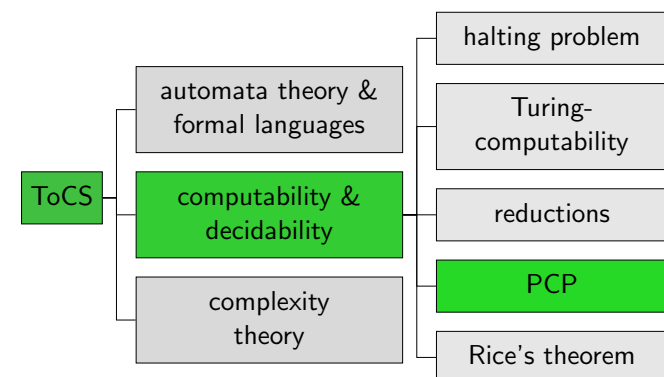 ToCS
automata theory &
formal languages
computability &
decidability
complexity
theory
halting problem
Turing-
computability
reductions
PCP
Rice's theorem